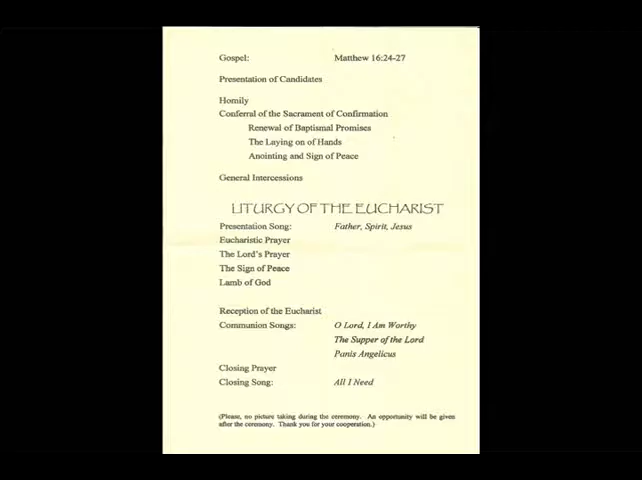 Gospel: Matthew 16:24-27
Presentation of Candidates
Homily
Conferral of the Sacrament of Confirmation
Renewal of Baptismal Promises
The Laying on of Hands
Anointing and Sign of Peace
General Intercessions
LITURGY OF THE EUCHARIST
Presentation Song: Father, Spirit, Jesus
Eucharistic Prayer
The Lord's Prayer
The Sign of Peace
Lamb of God
Reception of the Eucharist
Communion Songs: O Lord, I Am Worthy
The Supper of the Lord
Panis Angelicus
Closing Prayer
Closing Song: All I Need
(Please, no picture taking during the ceremony. An opportunity will be given
after the ceremony. Thank you for your cooperation.)